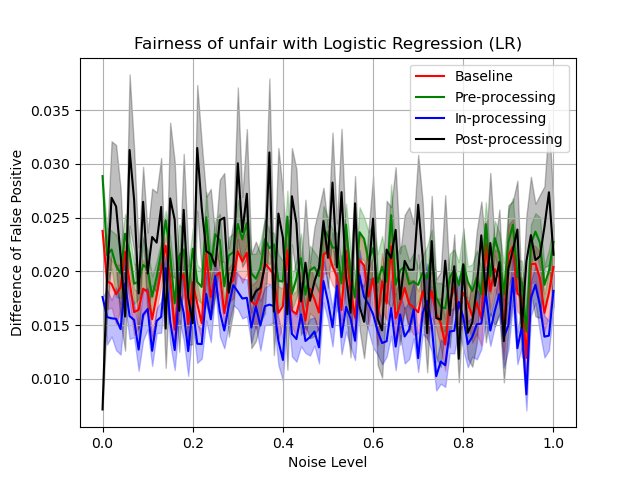 Fairness of unfair with Logistic Regression (LR)
Baseline
Pre-processing
In-processing
Post-processing
Difference of False Positive
0.035
0.030
0.025
0.020
0.015
0.010
0.0 0.2 0.4 0.6 0.8 1.0
Noise Level